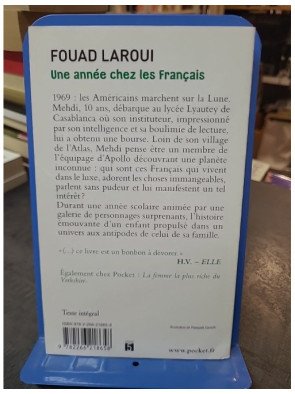 FOUAD LAROUI
Une année chez les Français
1969 : les Américains marchent sur la Lune.
Mehdi, 10 ans, débarque au lycée Lyautey de
Casablanca où son instituteur, impressionné
par son intelligence et sa boulimie de lecture,
lui a obtenu une bourse. Loin de son village
de l'Atlas, Mehdi pense être un membre de
l'équipage d'Apollo découvrant une planète
inconnue : qui sont ces Français qui vivent
dans le luxe, adorent les choses immangeables,
parlent sans pudeur et lui manifestent un tel
intérêt ?
Durant une année scolaire animée par une
galerie de personnages surprenants, l'histoire
émouvante d'un enfant propulsé dans un
univers aux antipodes de celui de sa famille.
« (...) ce livre est un bonbon à dévorer. »
H.V. – ELLE
Également chez Pocket : La femme la plus riche du
Yorkshire.
Texte intégral
9 782266 218658
5
www.pocket.fr